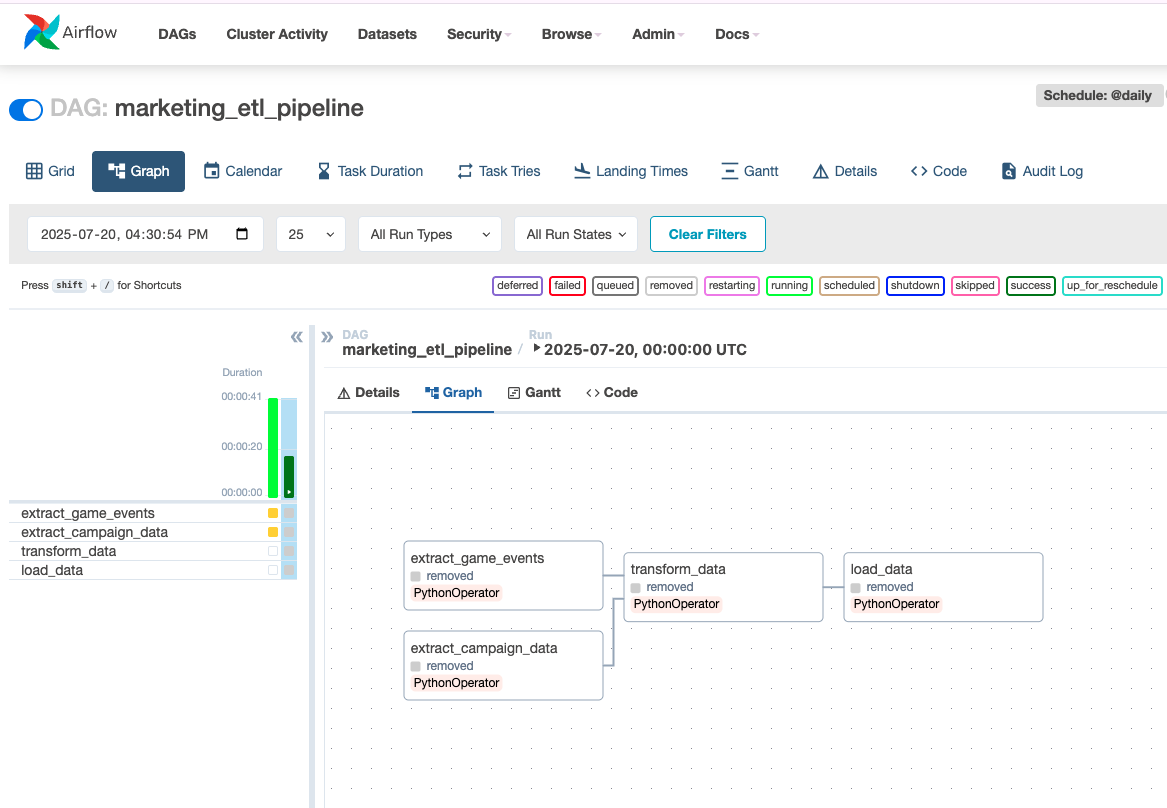 Airflow DAGs Cluster Activity Datasets Security Browse Admin Docs
DAG: marketing_etl_pipeline
Schedule: @daily
Grid Graph Calendar Task Duration Task Tries Landing Times Gantt Details Code Audit Log
2025-07-20, 04:30:54 PM 25 All Run Types All Run States Clear Filters
Press shift + / for Shortcuts
deferred failed queued removed restarting running scheduled shutdown skipped success up_for_reschedule
DAG
marketing_etl_pipeline /
Run
2025-07-20, 00:00:00 UTC
Details Graph Gantt Code
Duration
00:00:41
00:00:20
00:00:00
extract_game_events
extract_campaign_data
transform_data
load_data
extract_game_events
removed
PythonOperator
extract_campaign_data
removed
PythonOperator
transform_data
removed
PythonOperator
load_data
removed
PythonOperator